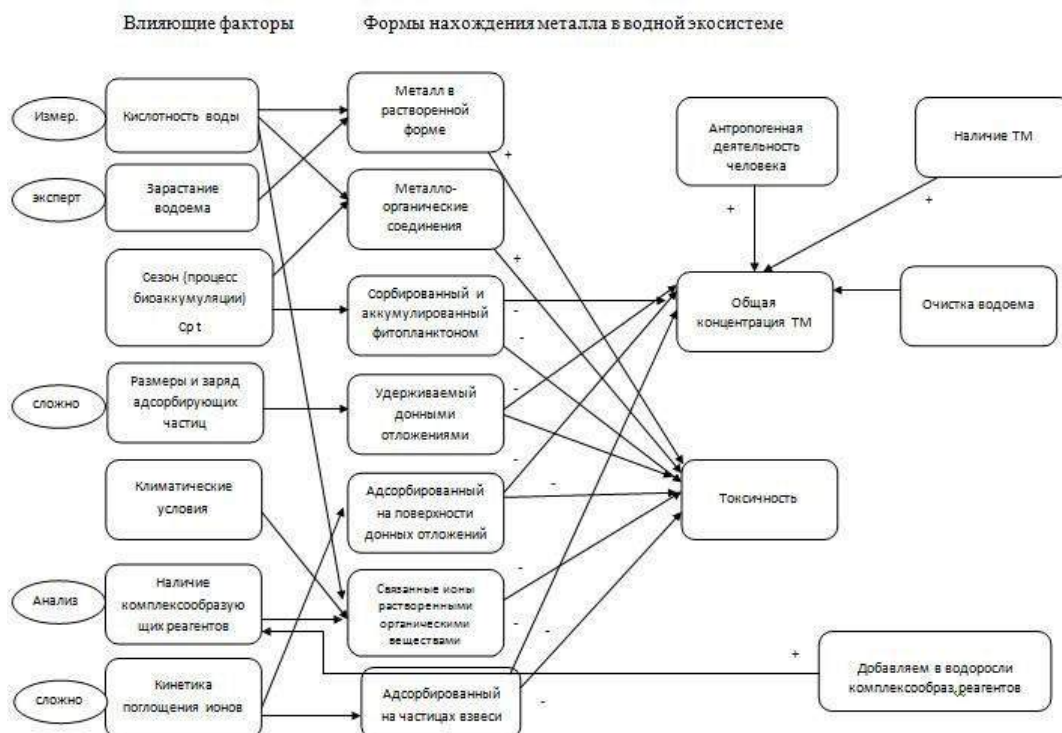 Влияющие факторы
Формы нахождения металла в водной экосистеме
Измер.
Кислотность воды
эксперт
Зарастание
водоема
Сезон (процесс
биоаккумуляции)
Cp t
сложно
Размеры и заряд
адсорбирующих
частиц
Климатические
условия
Анализ
Наличие
комплексообразую
щих реагентов
сложно
Кинетика
поглощения ионов
Металл в
растворенной
форме
Металло-
органические
соединения
Сорбированный и
аккумулированный
фитопланктоном
Удерживаемый
донными
отложениями
Адсорбированный
на поверхности
донных отложений
Связанные ионы
растворенными
органическими
веществами
Адсорбированный
на частицах взвеси
+
+
-
-
-
-
-
-
-
-
-
Антропогенная
деятельность
человека
+
Наличие ТМ
+
Общая
концентрация ТМ
Очистка водоема
Токсичность
+
Добавляем в водоросли
комплексообраз.реагентов